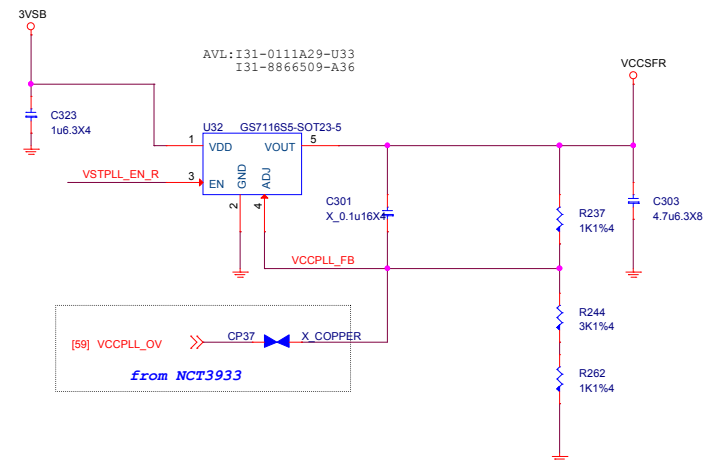 3VSB
AVL:I31-0111A29-U33
I31-8866509-A36
VCCSFR
C323
1u6.3X4
U32 GS7116S5-SOT23-5
1 VDD VOUT 5
VSTPLL_EN_R 3 EN GND ADJ
2 4
C301
X_0.1u16X4
R237
1K1%4
C303
4.7u6.3X8
VCCPLL_FB
R244
3K1%4
[59] VCCPLL_OV CP37 X_COPPER
from NCT3933
R262
1K1%4